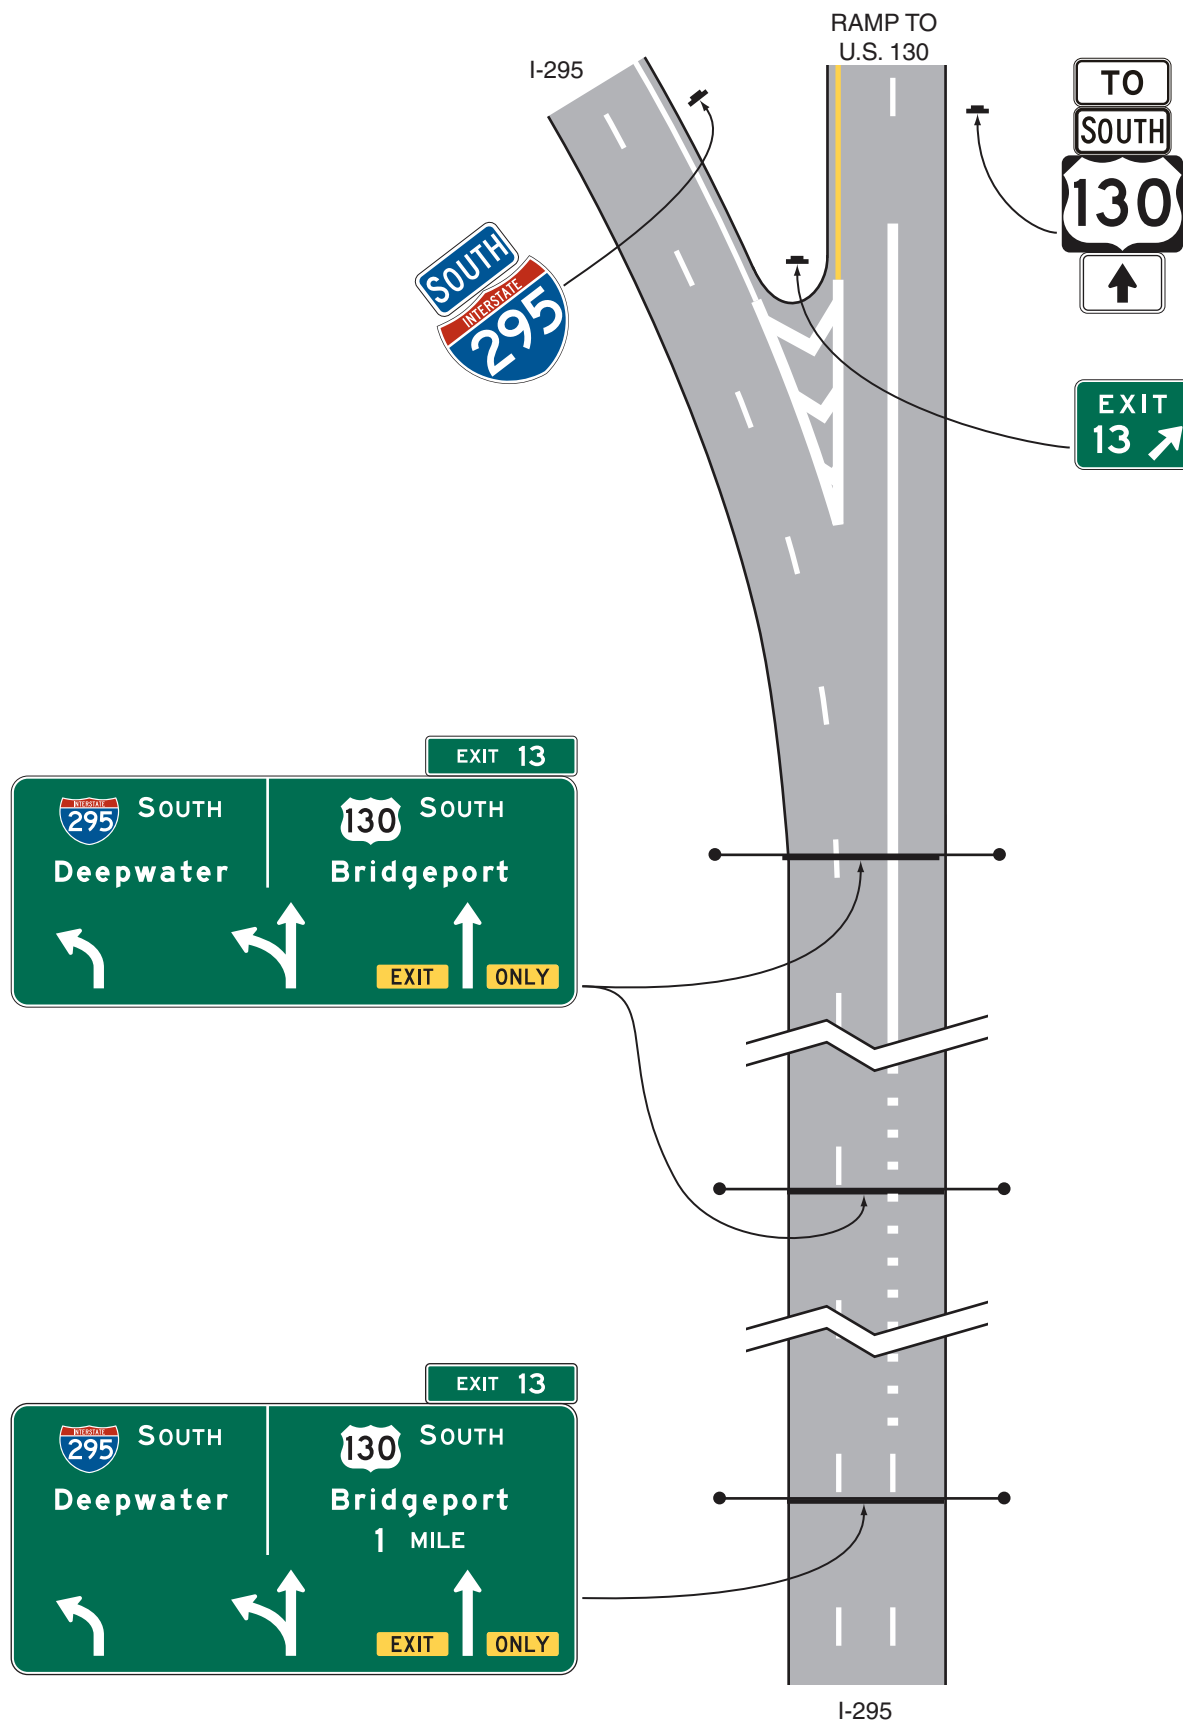 RAMP TO
U.S. 130
I-295
TO
SOUTH
130
SOUTH
INTERSTATE
295
EXIT
13
EXIT 13
INTERSTATE
295 SOUTH
130 SOUTH
Deepwater
Bridgeport
EXIT ONLY
EXIT 13
INTERSTATE
295 SOUTH
130 SOUTH
Deepwater
Bridgeport
1 MILE
EXIT ONLY
I-295